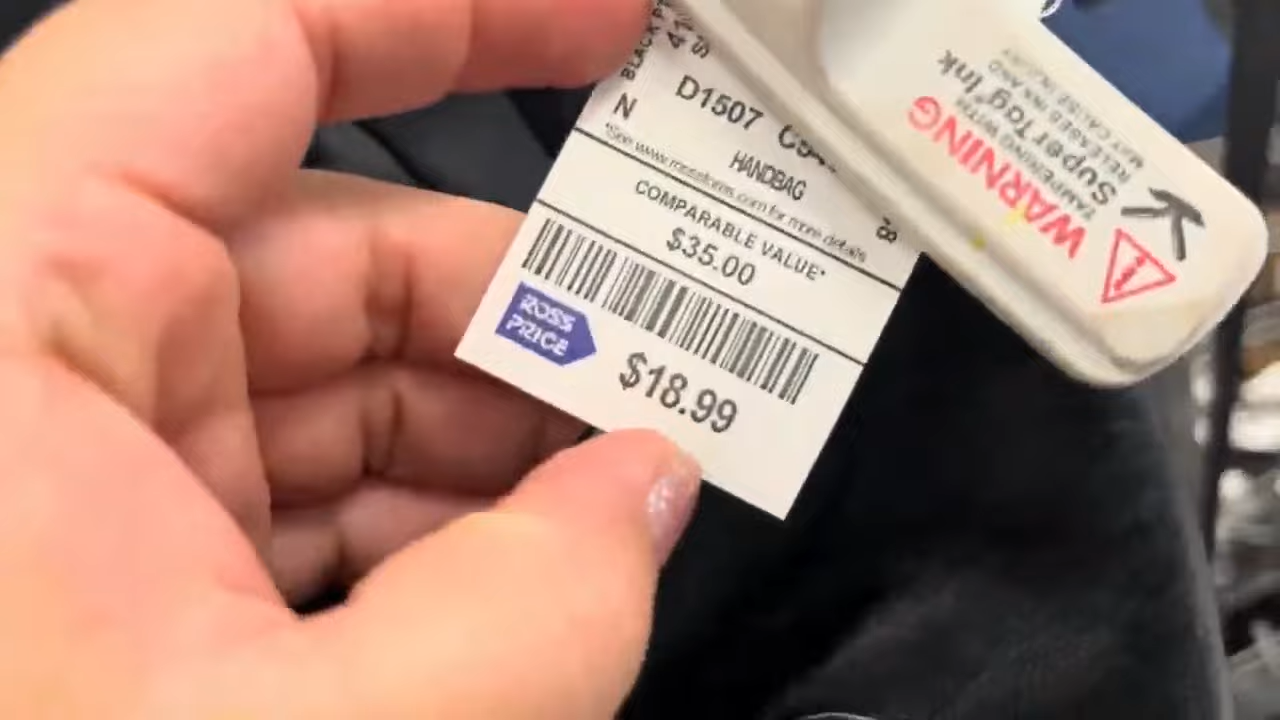 BLACK
D1507
N
HANDBAG
*See www.rossstores.com for more details
COMPARABLE VALUE*
$35.00
ROSS
PRICE
$18.99
WARNING
TAMPERING WITH
SuperTag Ink
RELEASES INK AND
MAY CAUSE INJURY